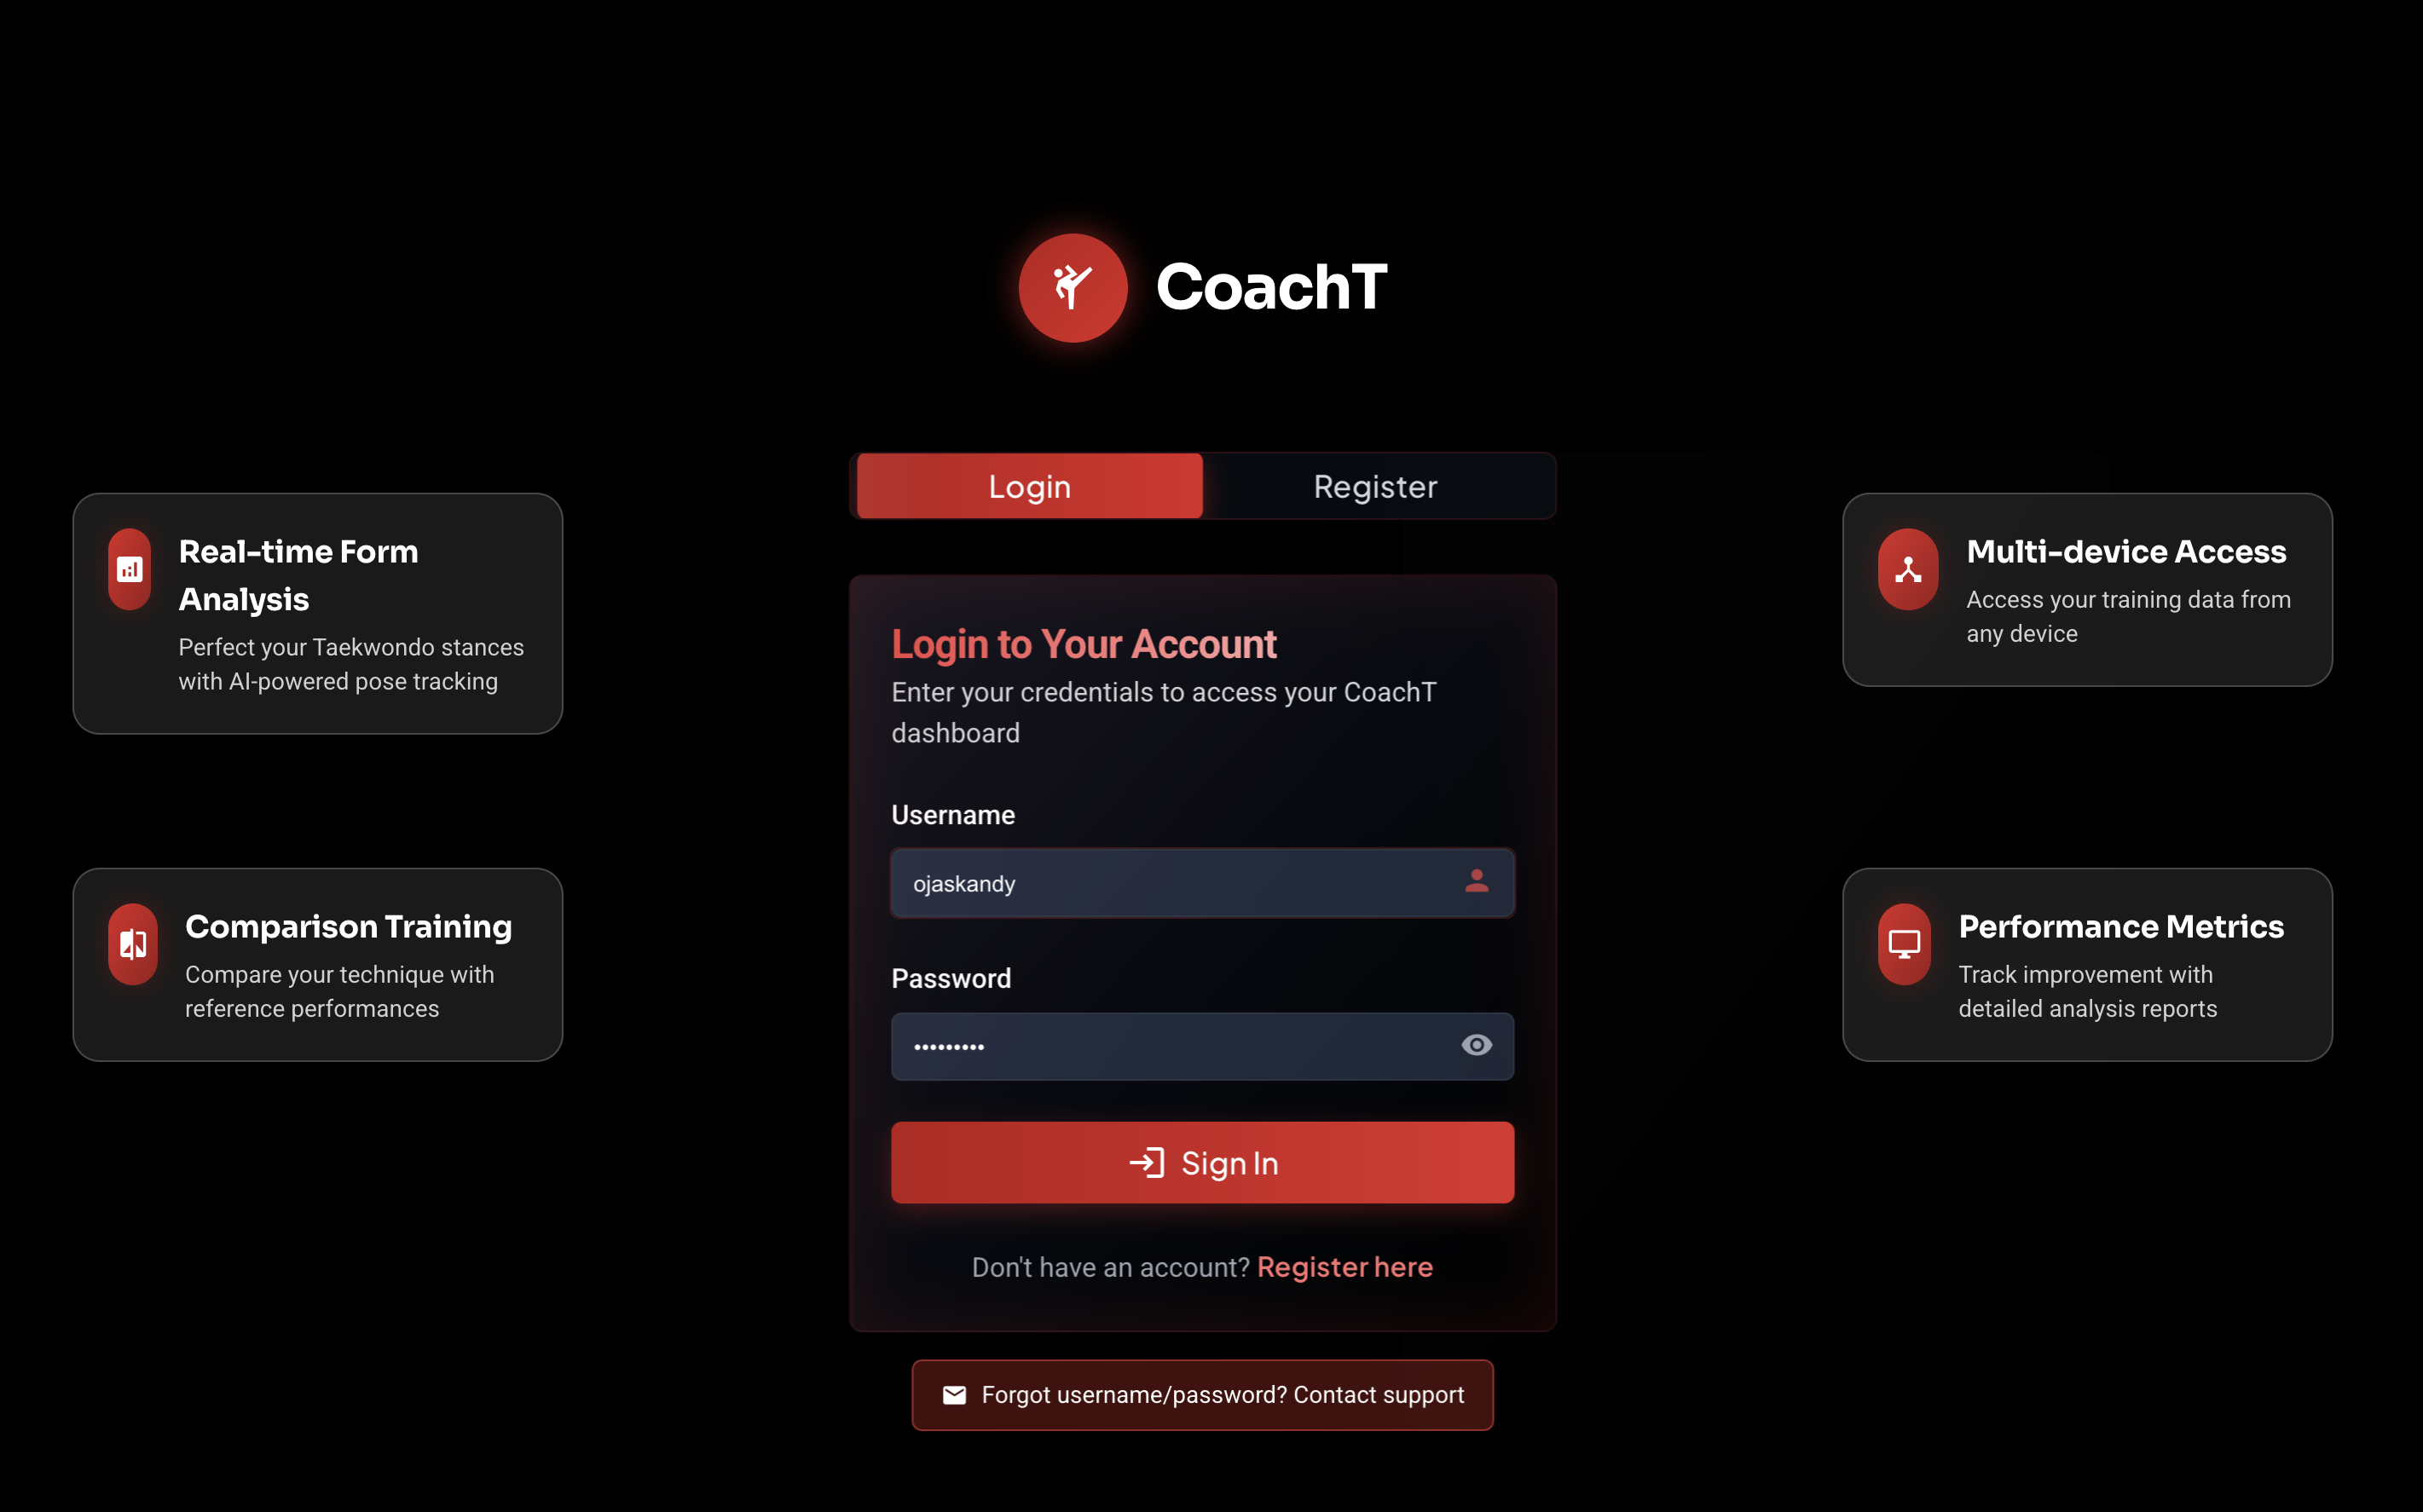 CoachT
Login
Register
Real-time Form
Analysis
Perfect your Taekwondo stances
with AI-powered pose tracking
Comparison Training
Compare your technique with
reference performances
Login to Your Account
Enter your credentials to access your CoachT
dashboard
Username
ojaskandy
Password
•••••••••
Sign In
Don't have an account? Register here
Forgot username/password? Contact support
Multi-device Access
Access your training data from
any device
Performance Metrics
Track improvement with
detailed analysis reports